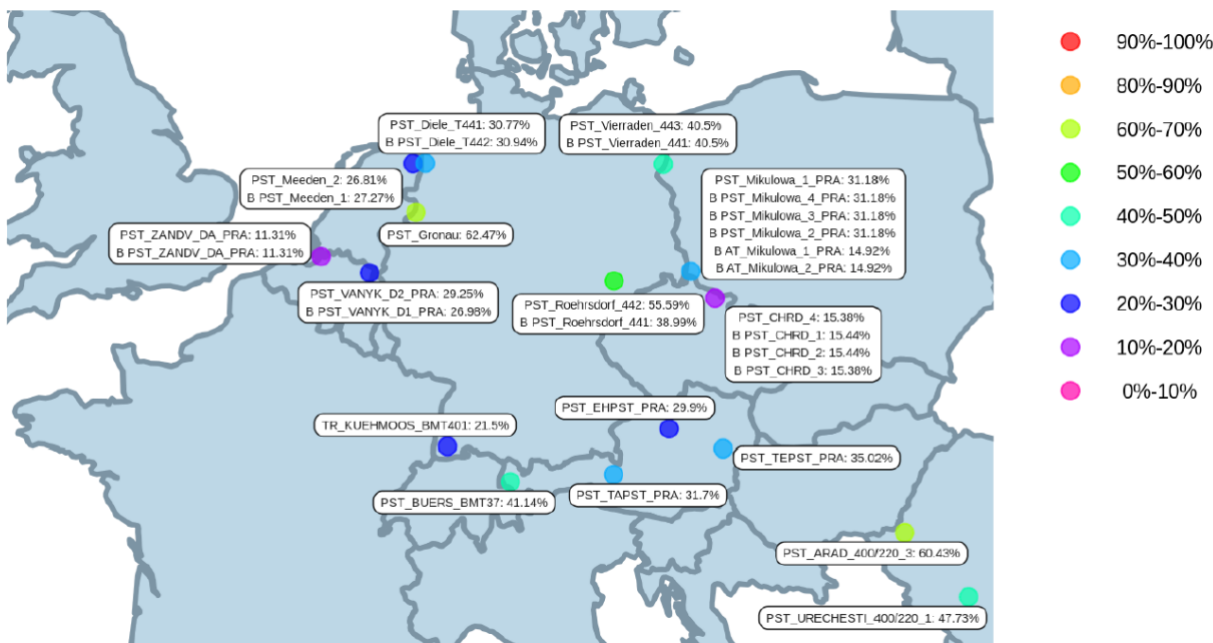 PST_Diele_T441: 30.77%
B PST_Diele_T442: 30.94%
PST_Vierraden_443: 40.5%
B PST_Vierraden_441: 40.5%
PST_Meeden_2: 26.81%
B PST_Meeden_1: 27.27%
PST_Mikulowa_1_PRA: 31.18%
B PST_Mikulowa_4_PRA: 31.18%
B PST_Mikulowa_3_PRA: 31.18%
B PST_Mikulowa_2_PRA: 31.18%
B AT_Mikulowa_1_PRA: 14.92%
B AT_Mikulowa_2_PRA: 14.92%
PST_ZANDV_DA_PRA: 11.31%
B PST_ZANDV_DA_PRA: 11.31%
PST_Gronau: 62.47%
PST_VANYK_D2_PRA: 29.25%
B PST_VANYK_D1_PRA: 26.98%
PST_Roehrsdorf_442: 55.59%
B PST_Roehrsdorf_441: 38.99%
PST_CHRD_4: 15.38%
B PST_CHRD_1: 15.44%
B PST_CHRD_2: 15.44%
B PST_CHRD_3: 15.38%
PST_EHPST_PRA: 29.9%
TR_KUEHMOOS_BMT401: 21.5%
PST_TEPST_PRA: 35.02%
PST_BUERS_BMT37: 41.14%
PST_TAPST_PRA: 31.7%
PST_ARAD_400/220_3: 60.43%
PST_URECHESTI_400/220_1: 47.73%
90%-100%
80%-90%
60%-70%
50%-60%
40%-50%
30%-40%
20%-30%
10%-20%
0%-10%